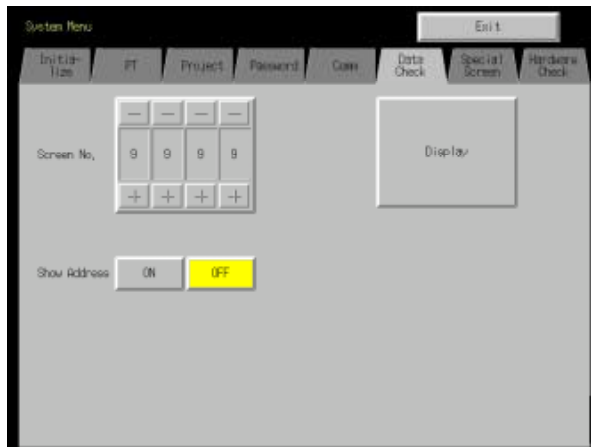 System Menu
Exit
Initia-
lize
PT
Project
Password
Comm
Data
Check
Special
Screen
Hardware
Check
－ － － －
Screen No.
9 9 9 9
Display
＋ ＋ ＋ ＋
Show Address
ON
OFF